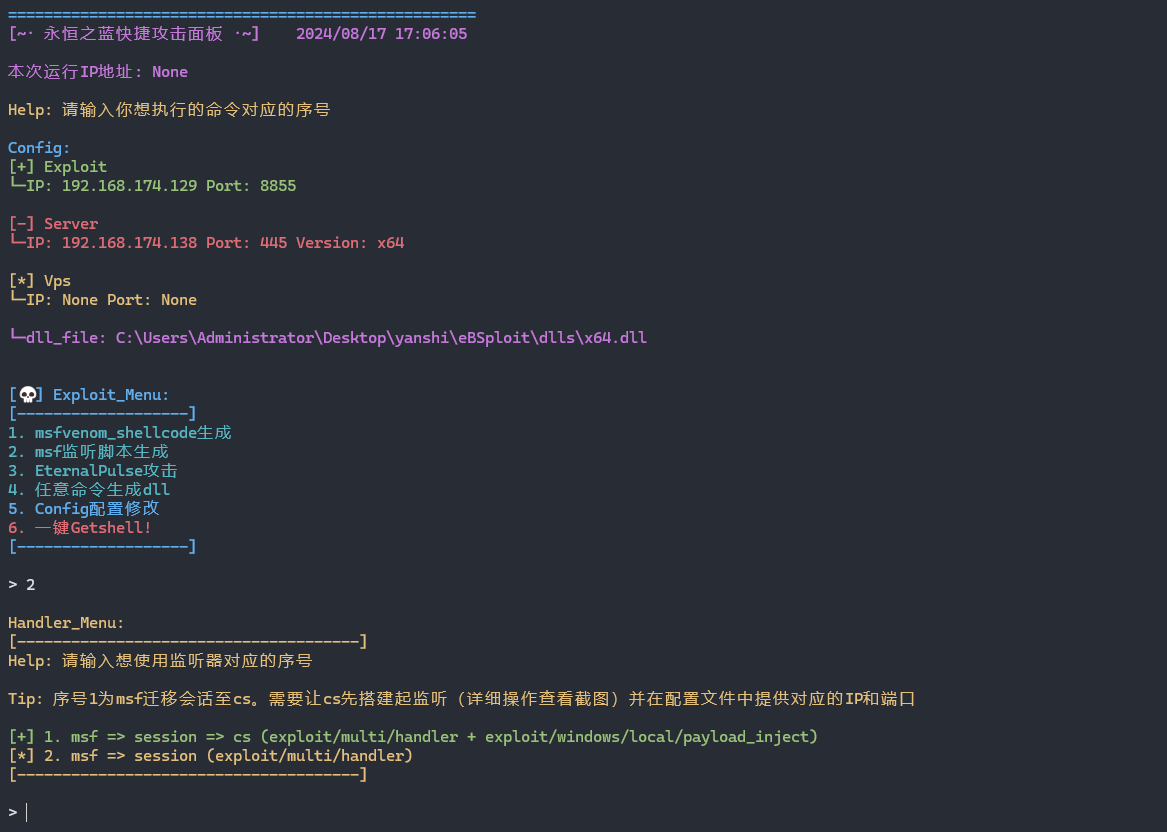 ====================================================
[~· 永恒之蓝快捷攻击面板 ·~]    2024/08/17 17:06:05
本次运行IP地址: None
Help: 请输入你想执行的命令对应的序号
Config:
[+] Exploit
└─IP: 192.168.174.129 Port: 8855
[-] Server
└─IP: 192.168.174.138 Port: 445 Version: x64
[*] Vps
└─IP: None Port: None
└─dll_file: C:\Users\Administrator\Desktop\yanshi\eBSploit\dlls\x64.dll
[💀] Exploit_Menu:
[-------------------]
1. msfvenom_shellcode生成
2. msf监听脚本生成
3. EternalPulse攻击
4. 任意命令生成dll
5. Config配置修改
6. 一键Getshell!
[-------------------]
> 2
Handler_Menu:
[--------------------------------------]
Help: 请输入想使用监听器对应的序号
Tip: 序号1为msf迁移会话至cs。需要让cs先搭建起监听（详细操作查看截图）并在配置文件中提供对应的IP和端口
[+] 1. msf => session => cs (exploit/multi/handler + exploit/windows/local/payload_inject)
[*] 2. msf => session (exploit/multi/handler)
[--------------------------------------]
>